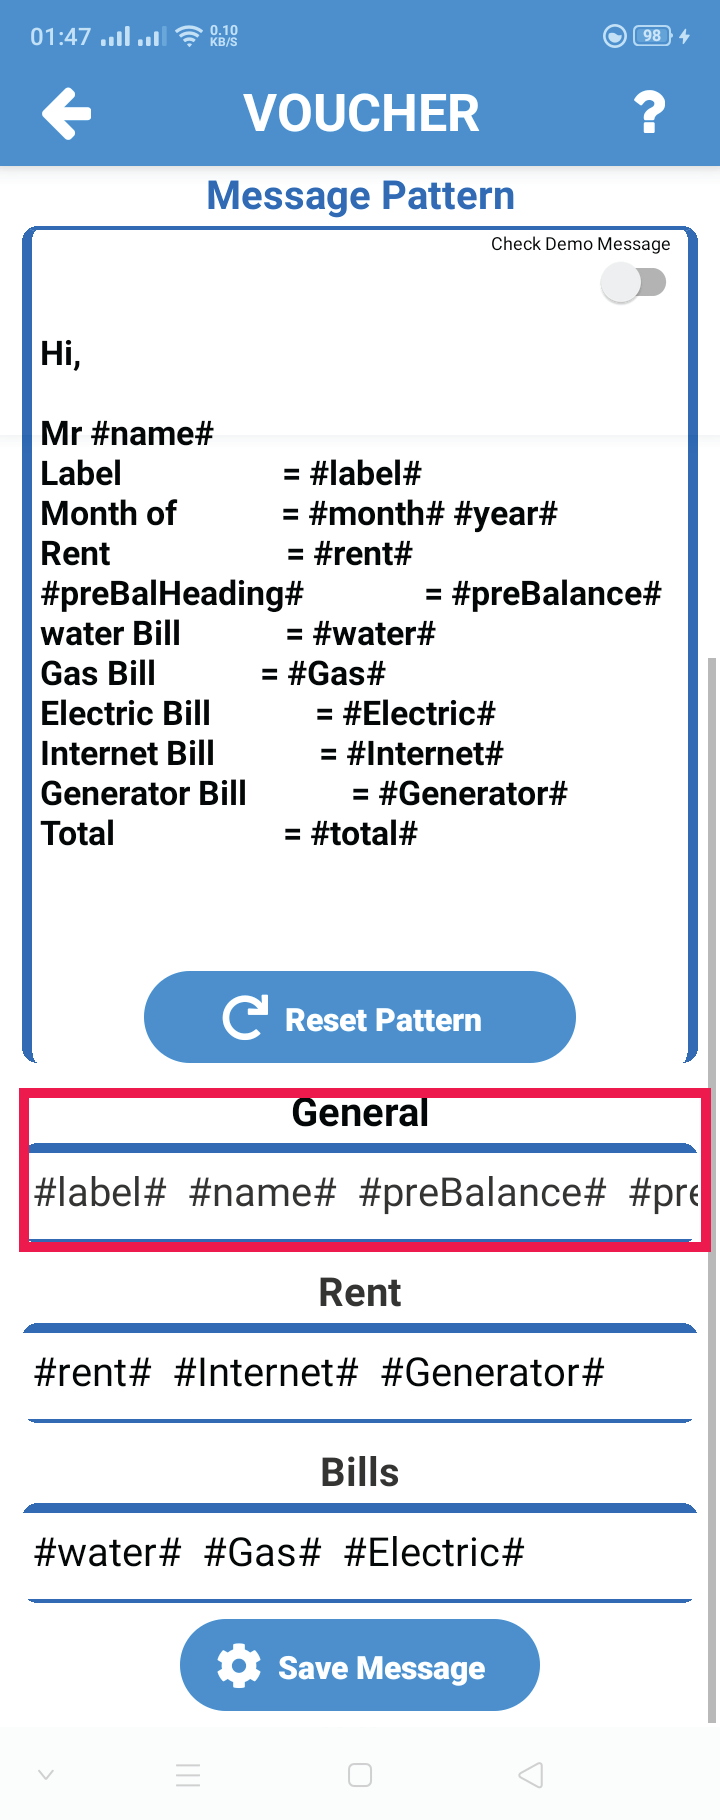 01:47 0.10 KB/S 98
VOUCHER ?
Message Pattern
Check Demo Message
Hi,
Mr #name#
Label = #label#
Month of = #month# #year#
Rent = #rent#
#preBalHeading# = #preBalance#
water Bill = #water#
Gas Bill = #Gas#
Electric Bill = #Electric#
Internet Bill = #Internet#
Generator Bill = #Generator#
Total = #total#
Reset Pattern
General
#label# #name# #preBalance# #pre
Rent
#rent# #Internet# #Generator#
Bills
#water# #Gas# #Electric#
Save Message